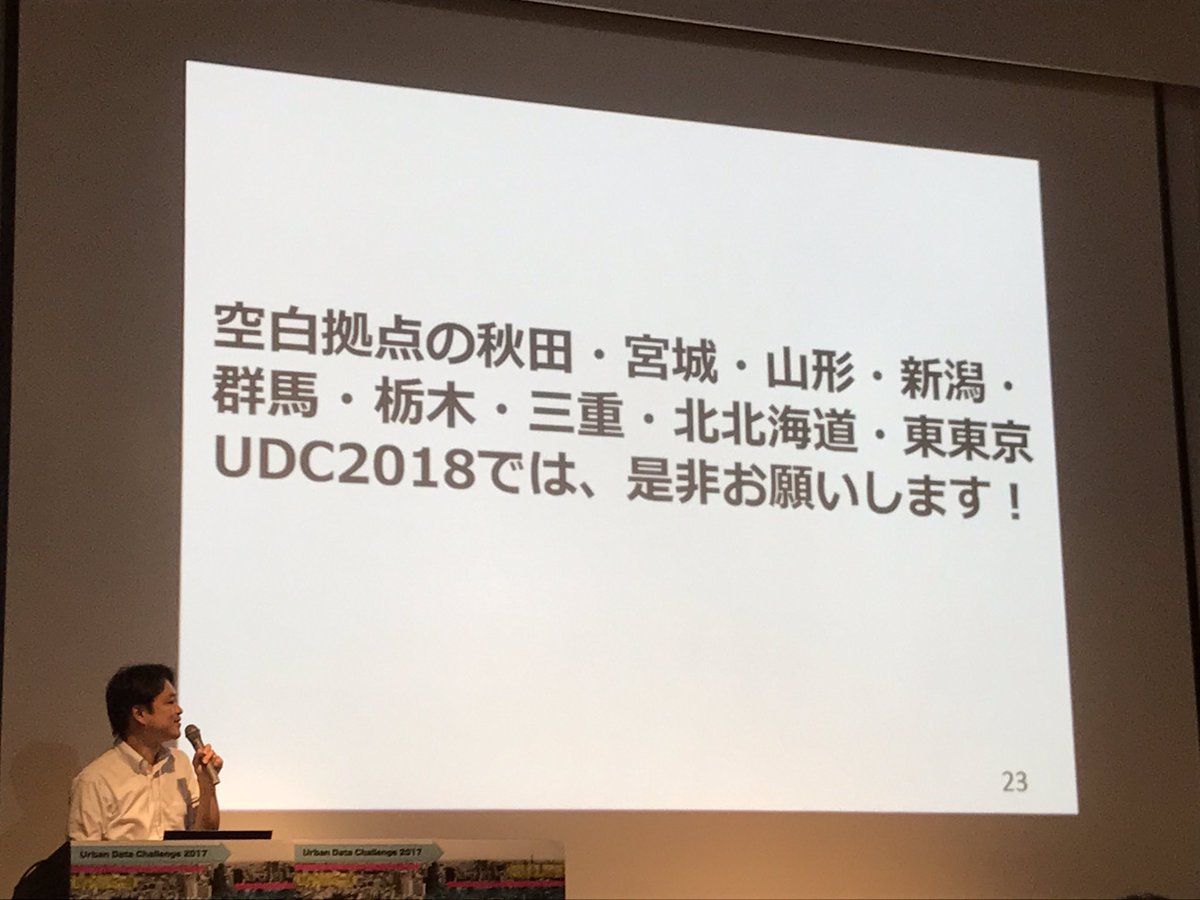 空白拠点の秋田・宮城・山形・新潟・
群馬・栃木・三重・北北海道・東東京
UDC2018では、是非お願いします！
23
Urban Data Challenge 2017
Urban Data Challenge 2017